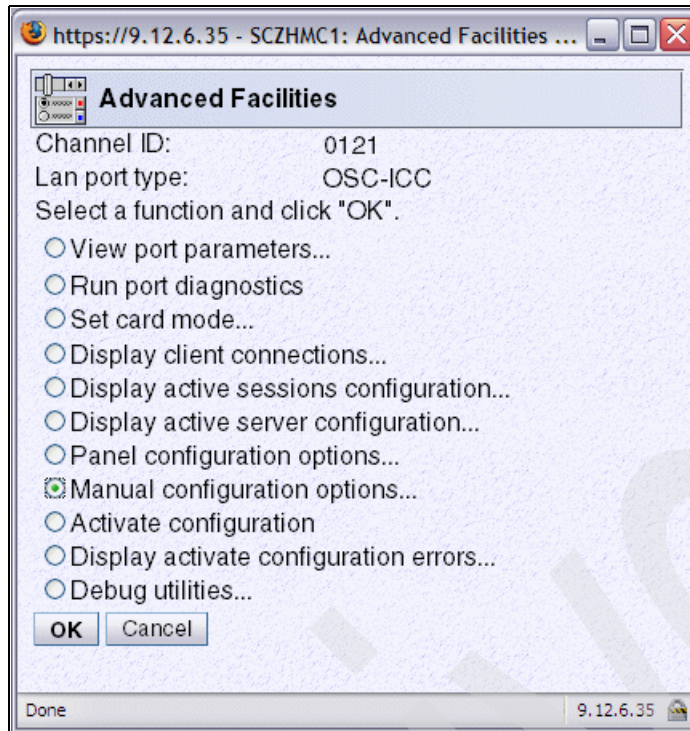 https://9.12.6.35 - SCZHMC1: Advanced Facilities ...
Advanced Facilities
Channel ID: 0121
Lan port type: OSC-ICC
Select a function and click "OK".
View port parameters...
Run port diagnostics
Set card mode...
Display client connections...
Display active sessions configuration...
Display active server configuration...
Panel configuration options...
Manual configuration options...
Activate configuration
Display activate configuration errors...
Debug utilities...
OK Cancel
Done 9.12.6.35